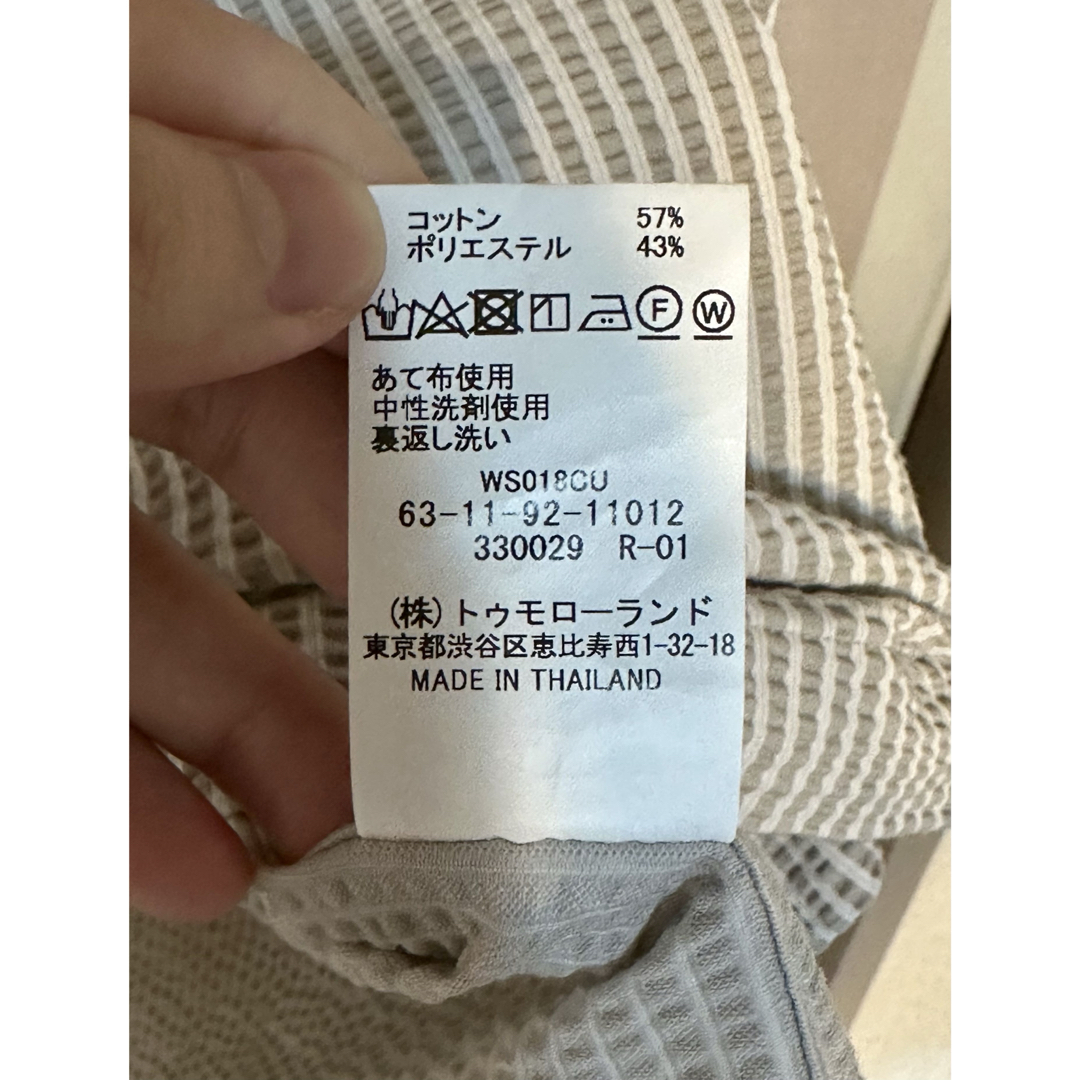 コットン 57%
ポリエステル 43%
F W
あて布使用
中性洗剤使用
裏返し洗い
WS018CU
63-11-92-11012
330029 R-01
(株)トゥモローランド
東京都渋谷区恵比寿西1-32-18
MADE IN THAILAND